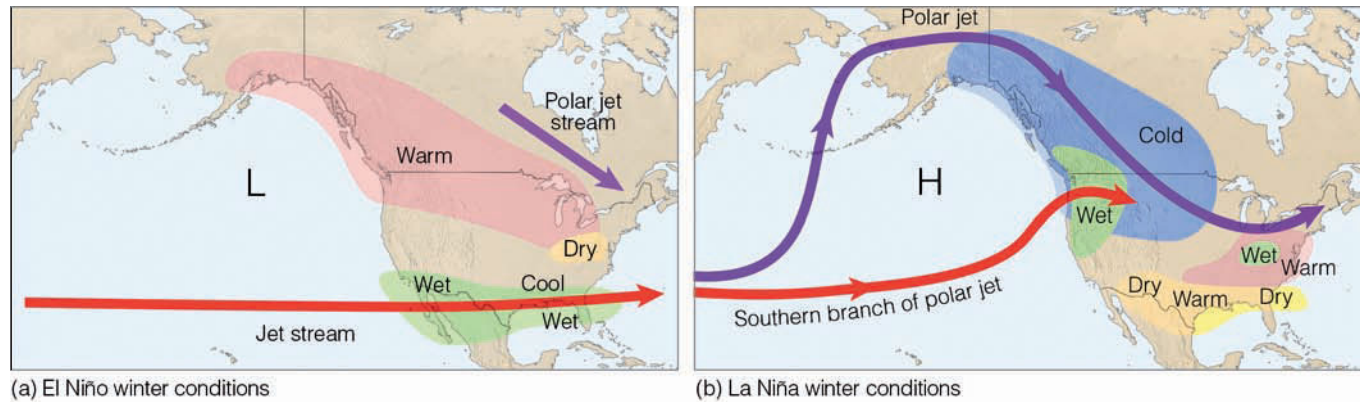 Polar jet
stream
Warm
L
Dry
Wet
Cool
Wet
Jet stream
(a) El Niño winter conditions
Polar jet
Cold
H
Wet
Wet
Warm
Dry
Warm
Dry
Southern branch of polar jet
(b) La Niña winter conditions